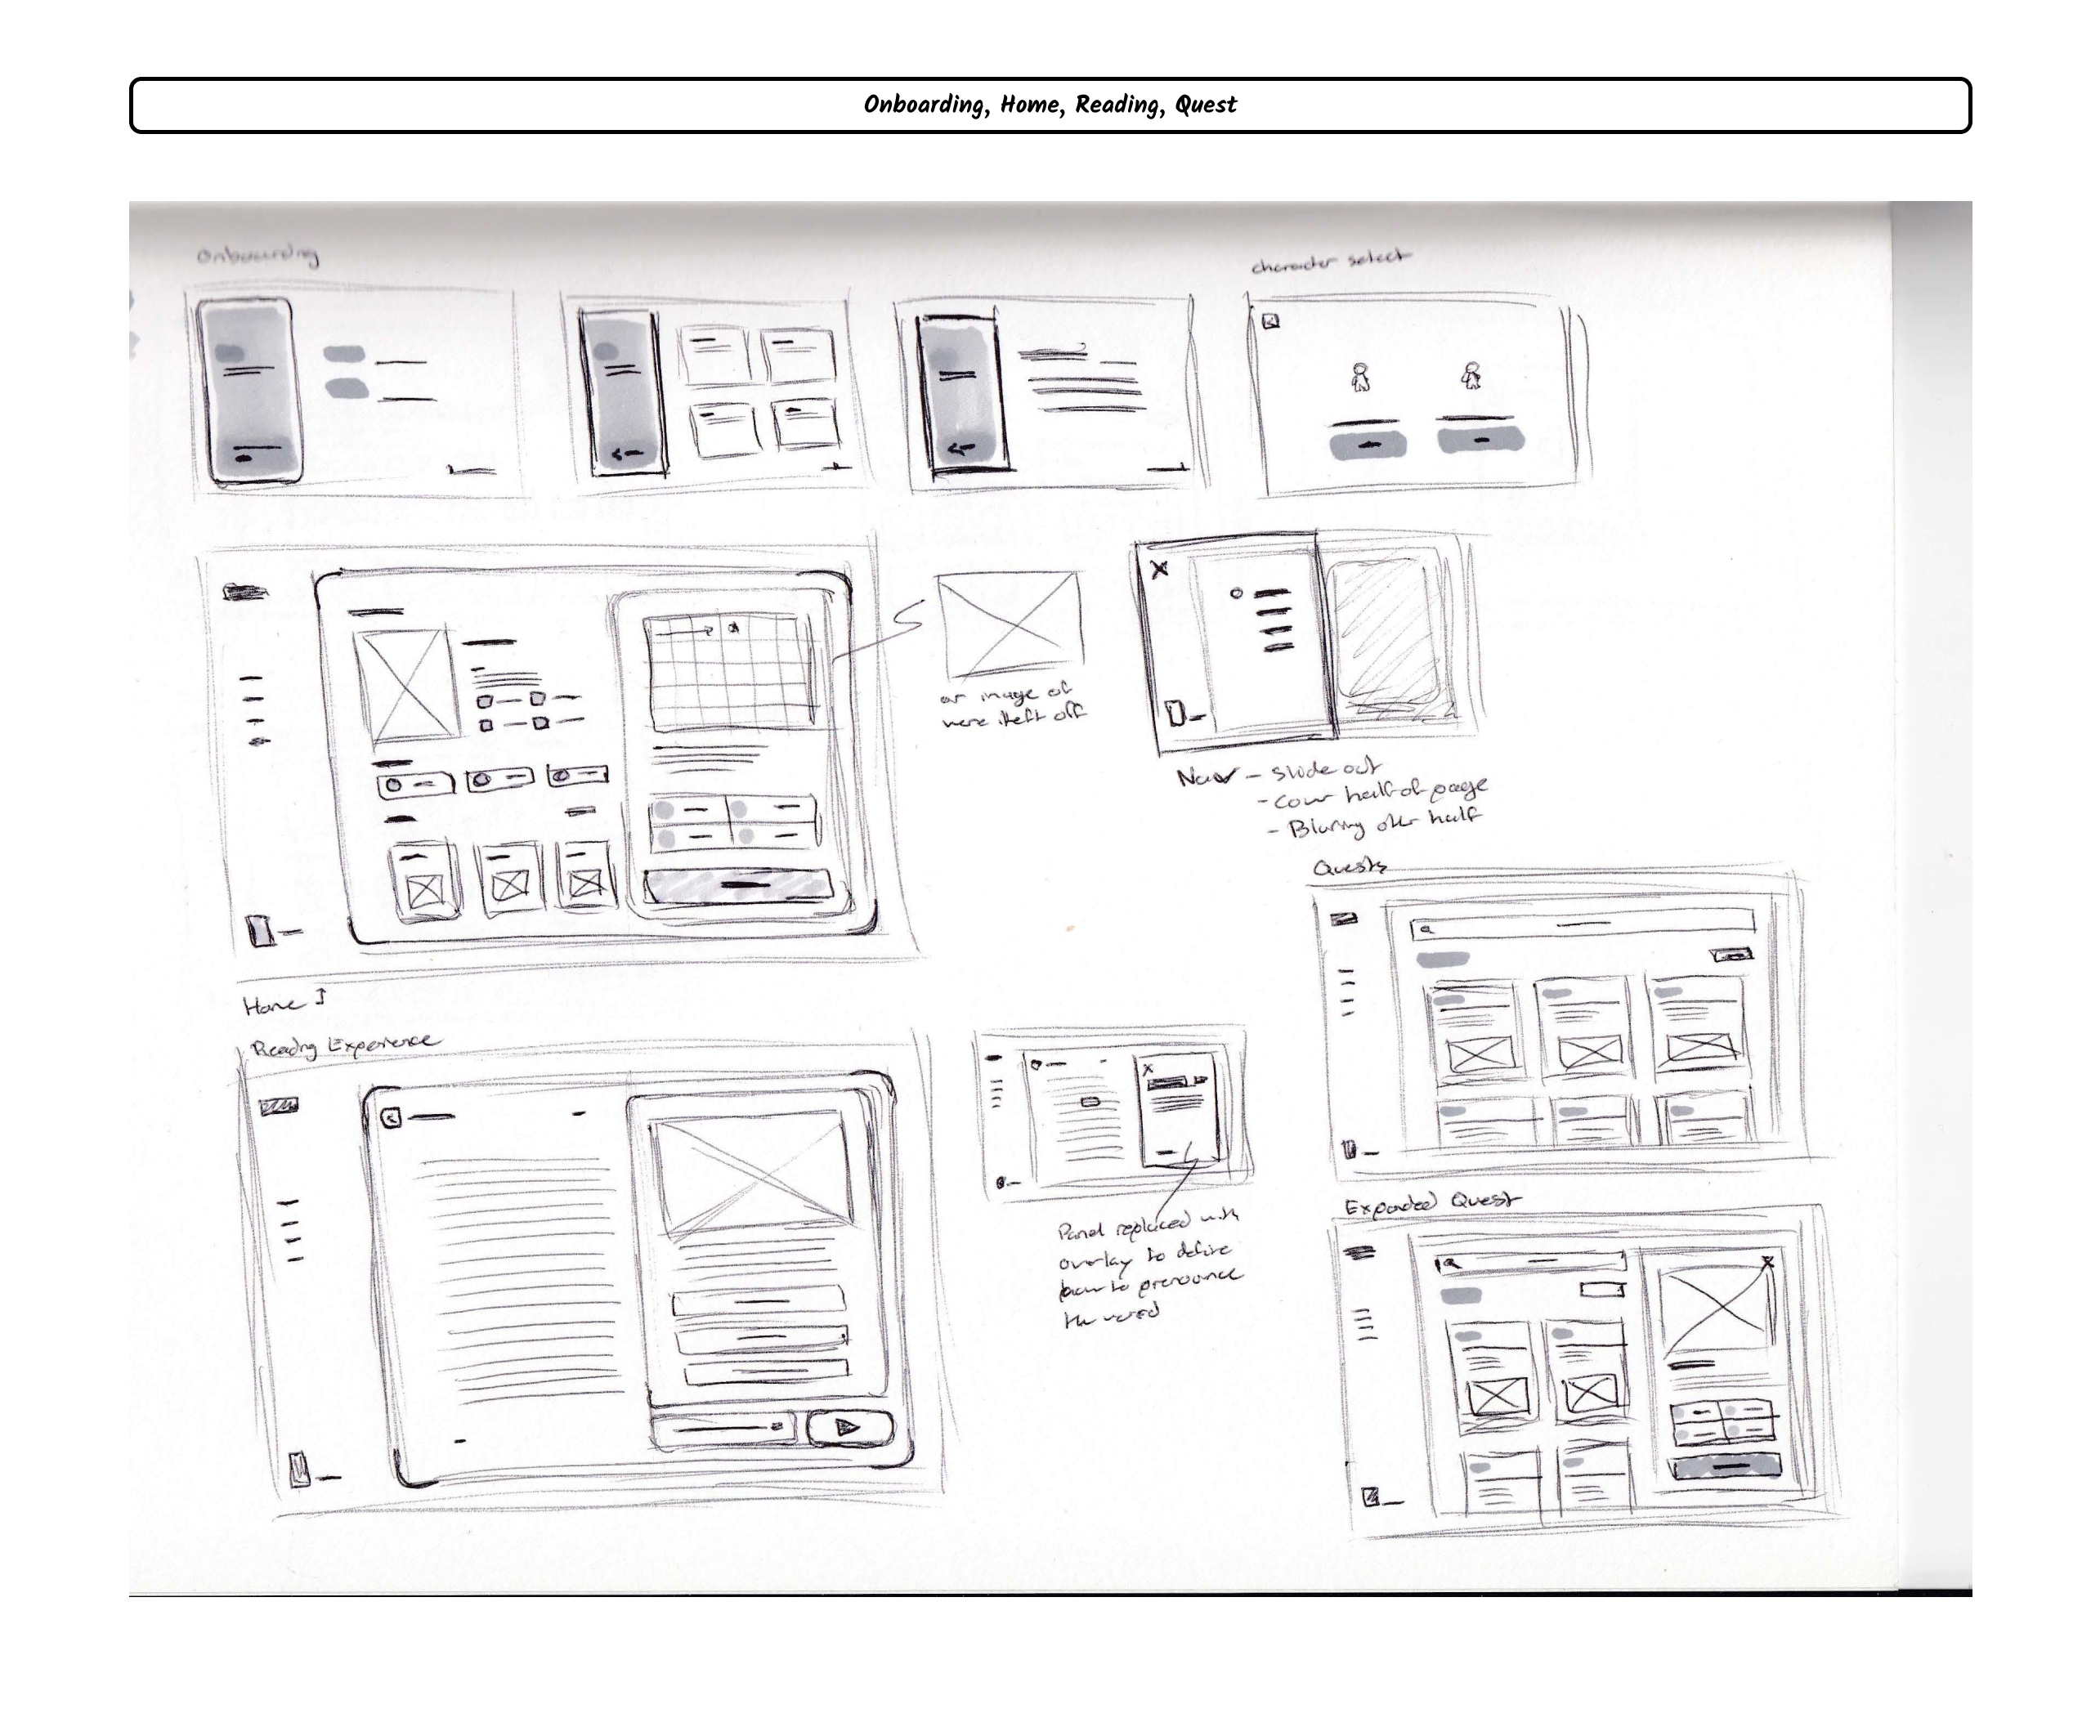 Onboarding, Home, Reading, Quest
Onboarding
character select
or image of
were left off
Nav - Slide out
- Cover half of page
- Bluring other half
Quests
Home
Reading Experience
Panel replaced with
overlay to define
how to pronounce
the word
Expanded Quest